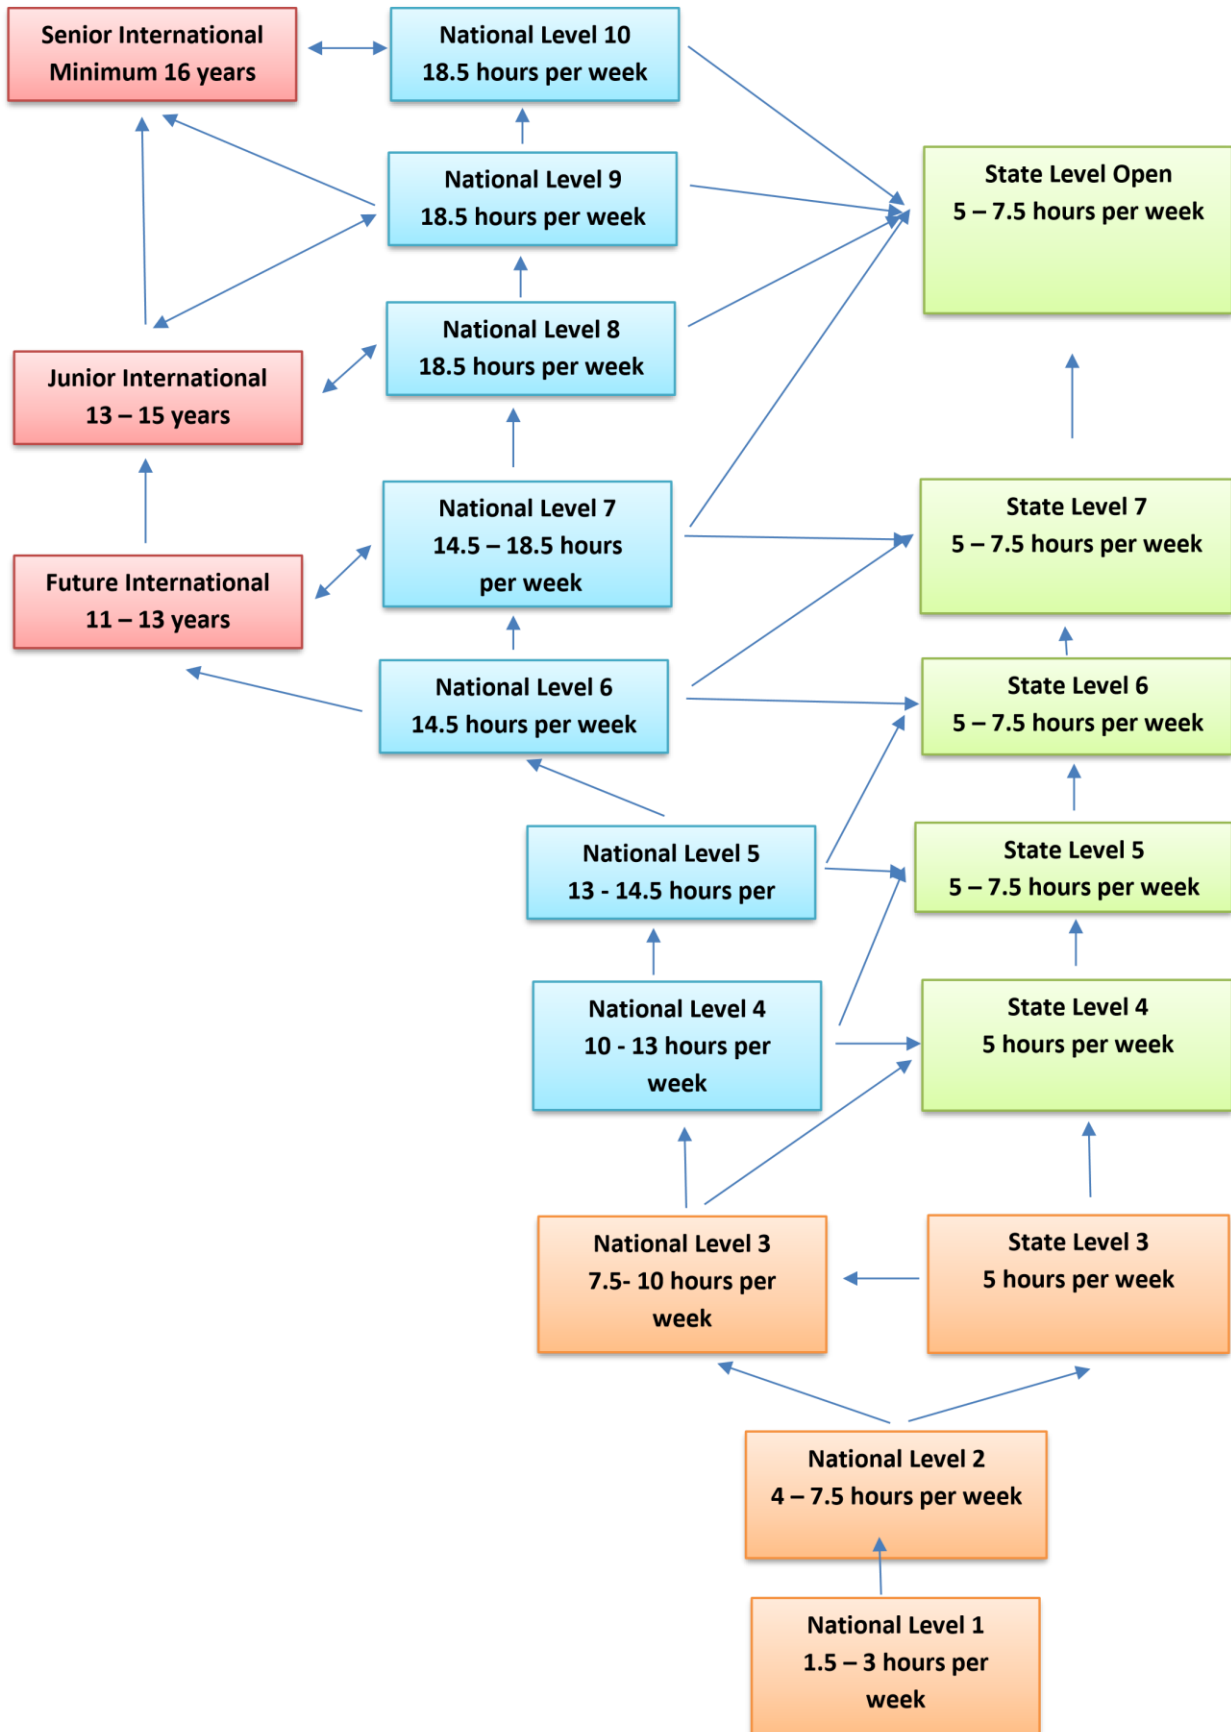 Senior International
Minimum 16 years
National Level 10
18.5 hours per week
National Level 9
18.5 hours per week
State Level Open
5 – 7.5 hours per week
National Level 8
18.5 hours per week
Junior International
13 – 15 years
National Level 7
14.5 – 18.5 hours
per week
State Level 7
5 – 7.5 hours per week
Future International
11 – 13 years
National Level 6
14.5 hours per week
State Level 6
5 – 7.5 hours per week
National Level 5
13 - 14.5 hours per
State Level 5
5 – 7.5 hours per week
National Level 4
10 - 13 hours per
week
State Level 4
5 hours per week
National Level 3
7.5- 10 hours per
week
State Level 3
5 hours per week
National Level 2
4 – 7.5 hours per week
National Level 1
1.5 – 3 hours per
week